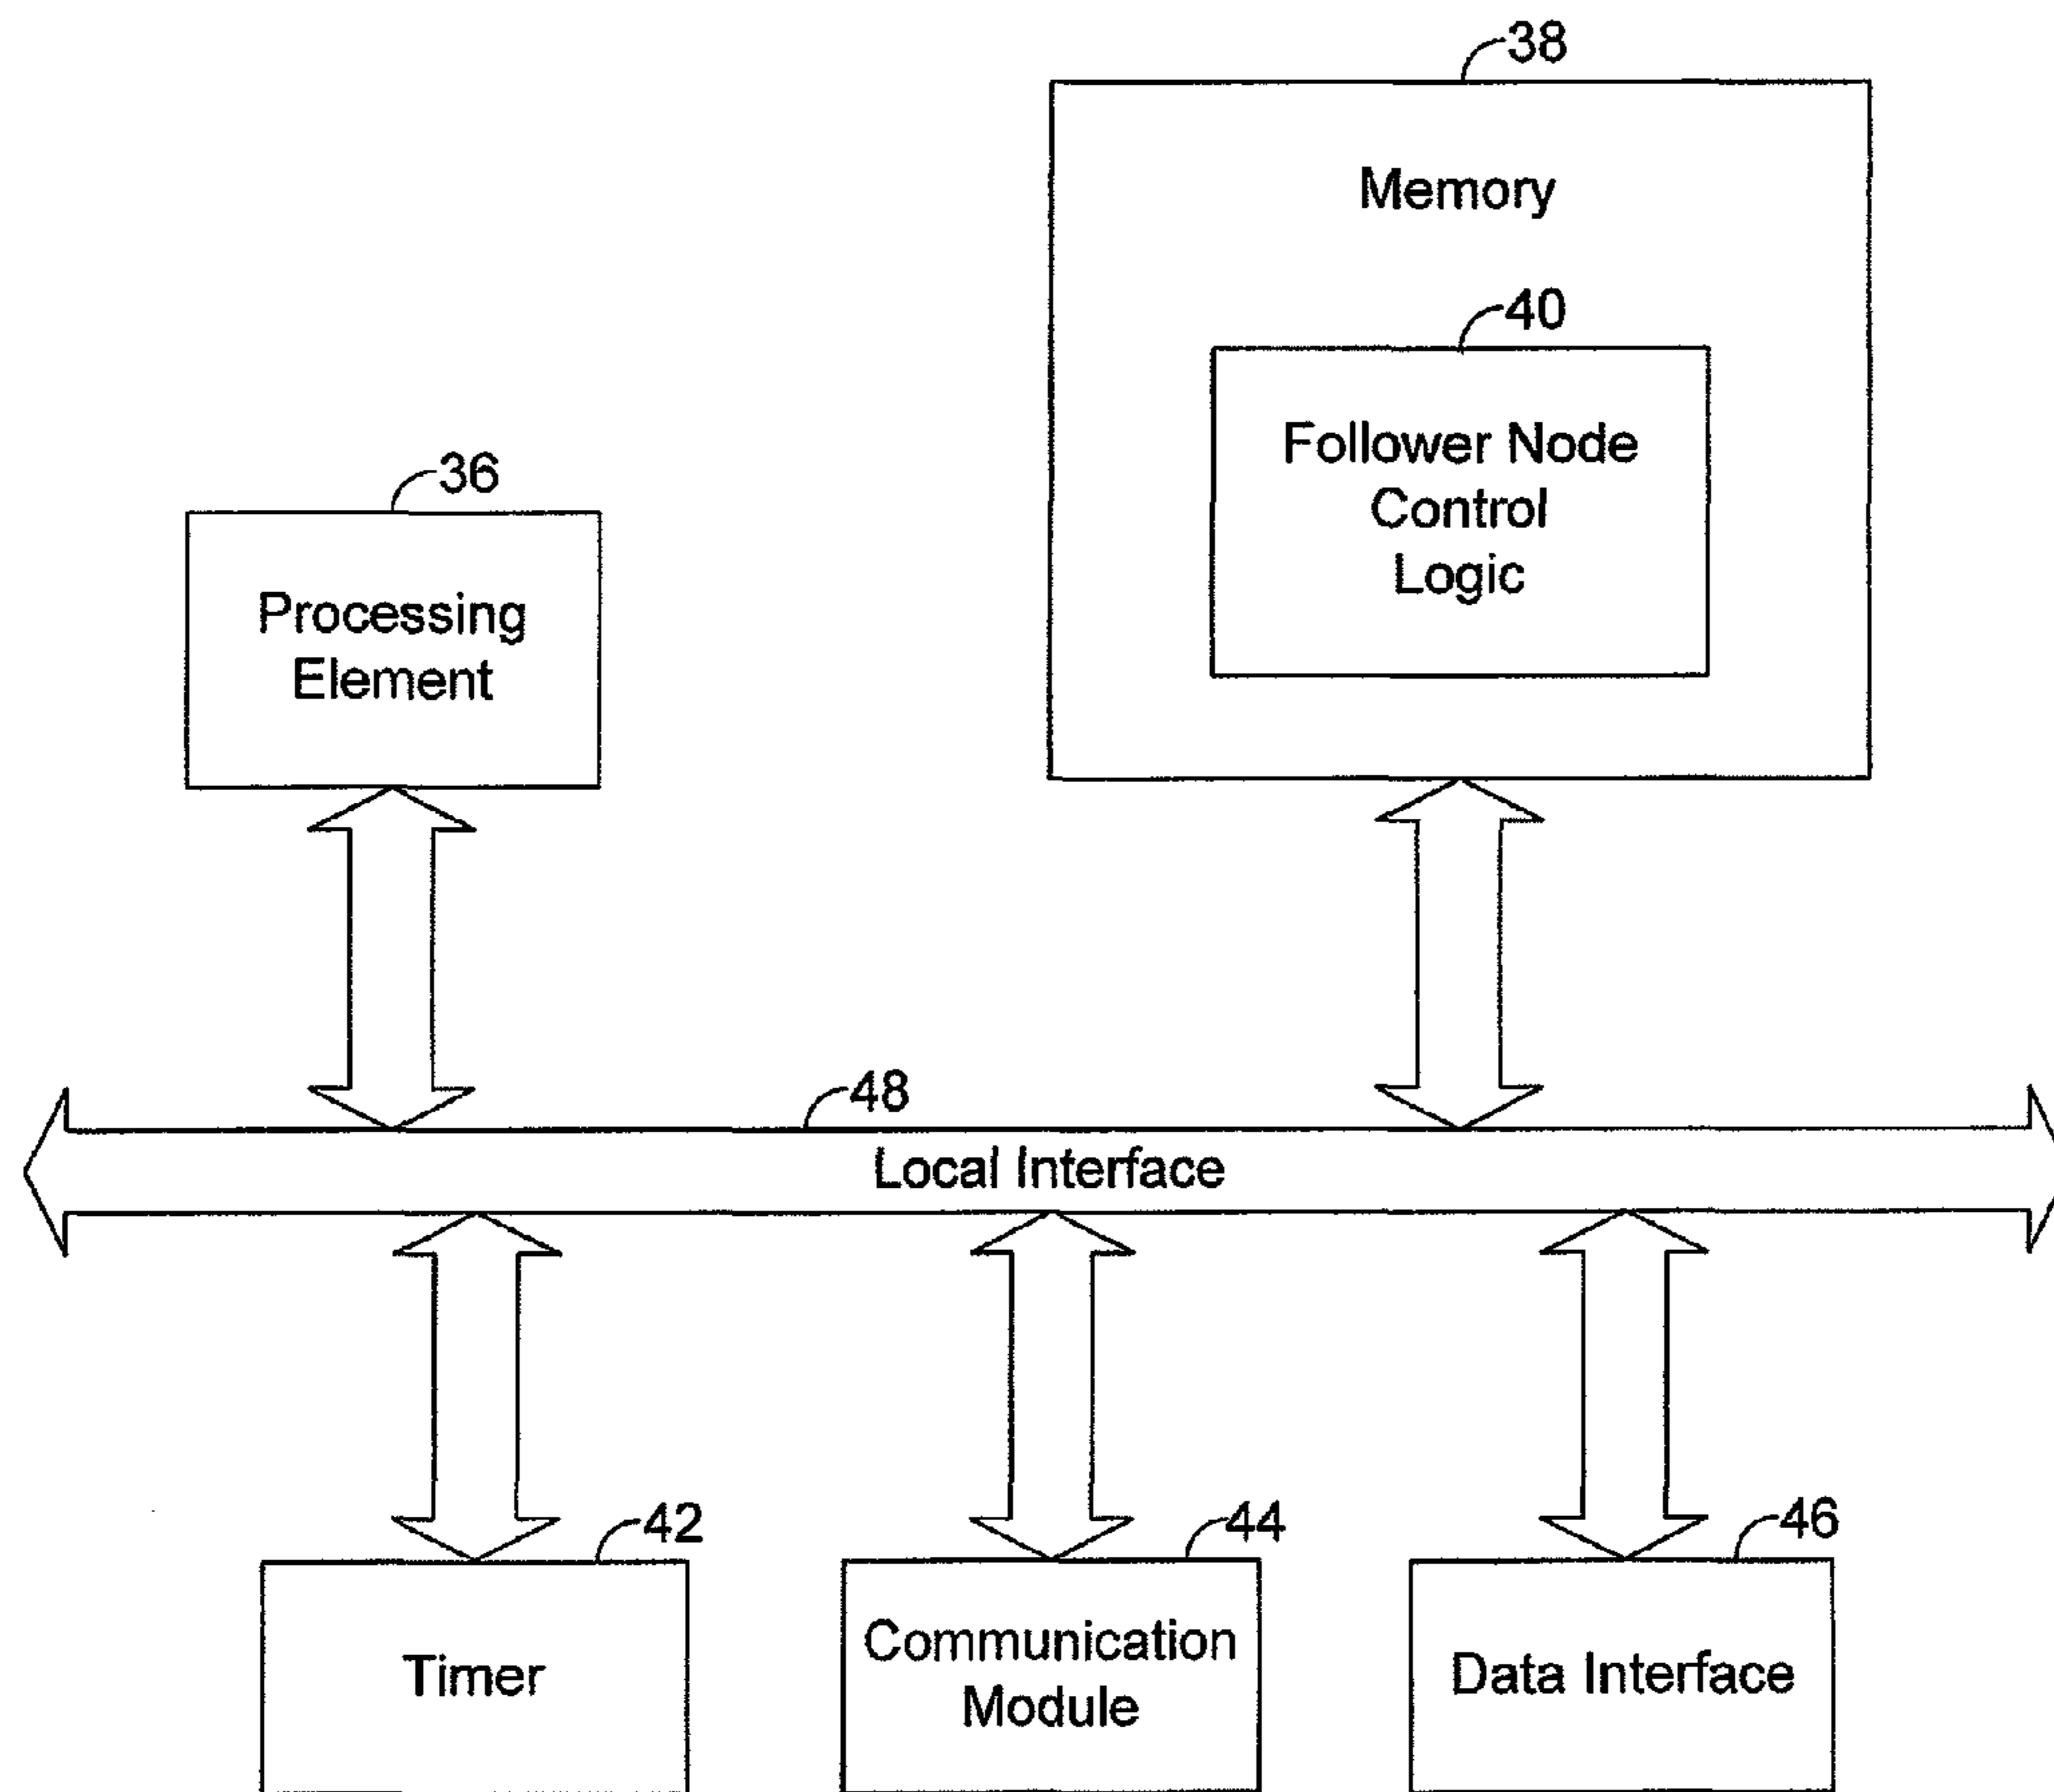 38
Memory
40
Follower Node
Control
Logic
36
Processing
Element
48
Local Interface
42
Timer
44
Communication
Module
46
Data Interface